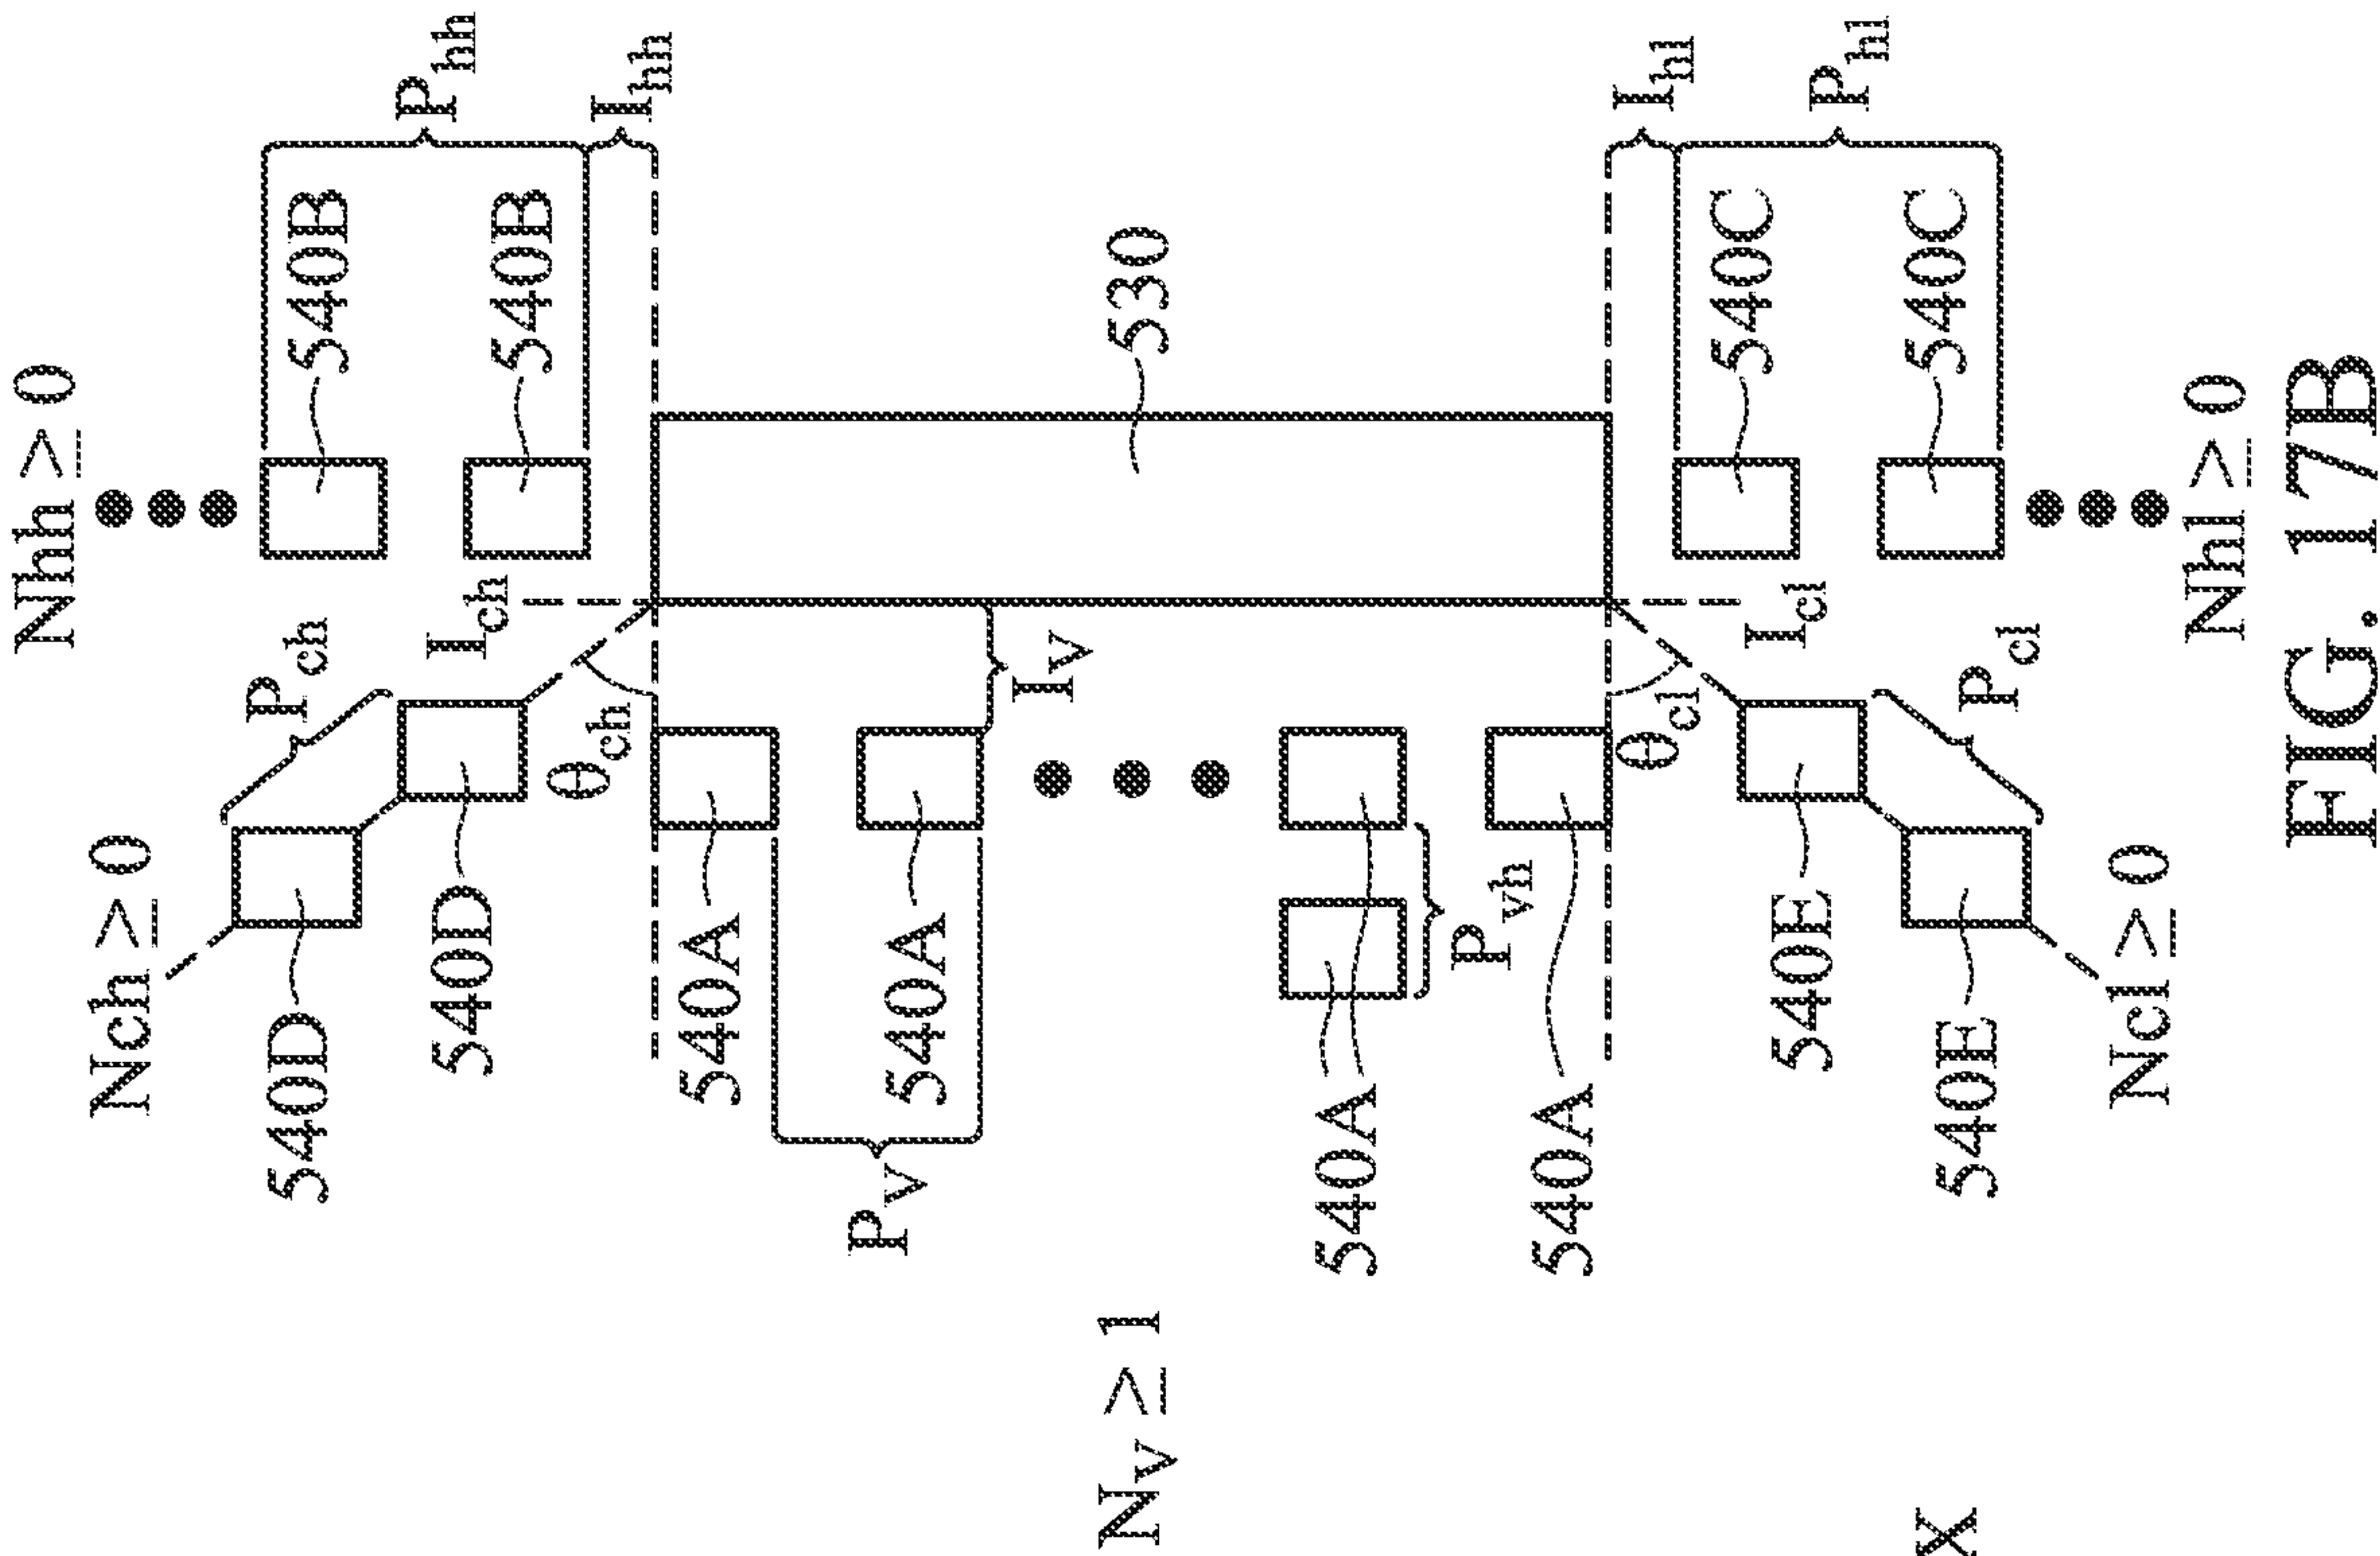 Nhh ≥ 0
Phh
Ihh
540B
540B
Pch
Ich
Nch ≥ 0
540D
540D
θch
540A
540A
Pv
Iv
530
Nv ≥ 1
540A
540A
Pvh
Ihl
Phl
540C
540C
θcl
Icl
Pcl
540E
540E
Ncl ≥ 0
Nhl ≥ 0
X
FIG. 17B